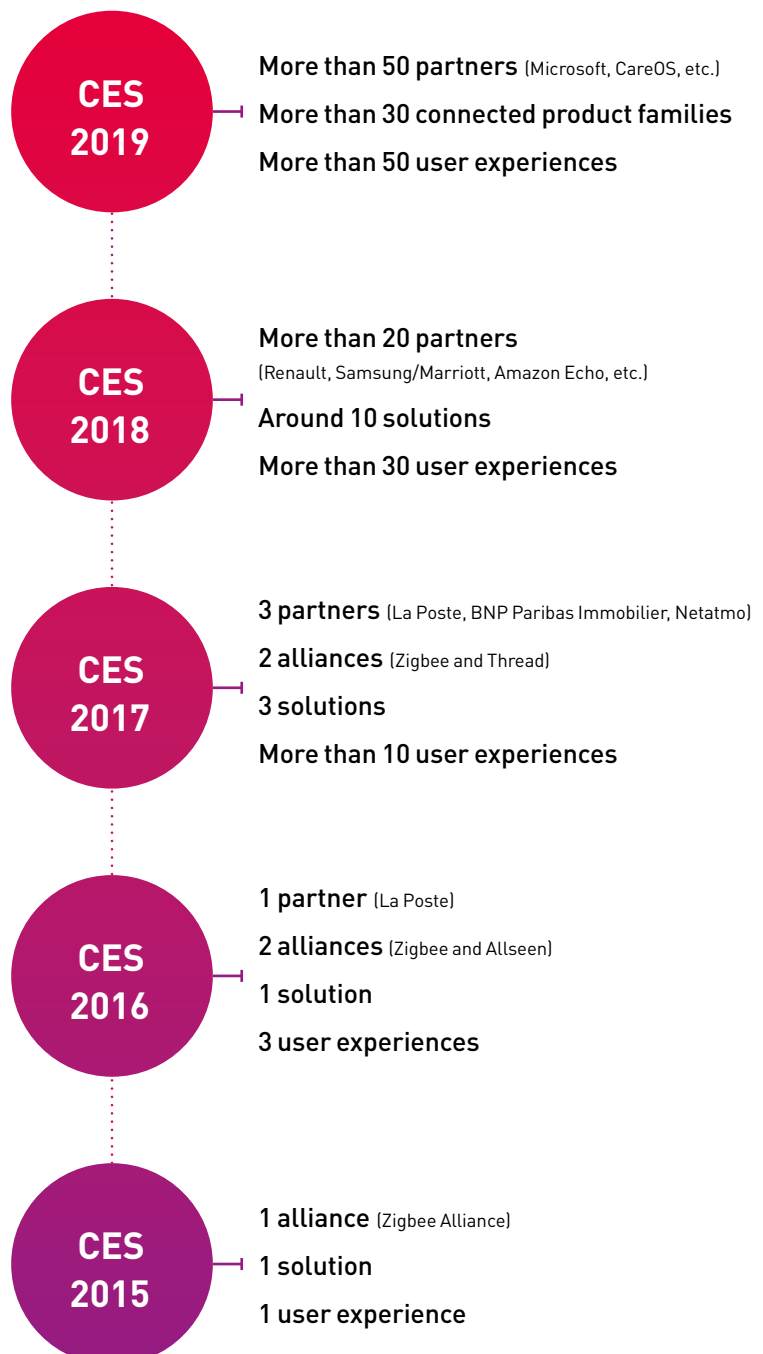 CES
2019
More than 50 partners (Microsoft, CareOS, etc.)
More than 30 connected product families
More than 50 user experiences
CES
2018
More than 20 partners
(Renault, Samsung/Marriott, Amazon Echo, etc.)
Around 10 solutions
More than 30 user experiences
CES
2017
3 partners (La Poste, BNP Paribas Immobilier, Netatmo)
2 alliances (Zigbee and Thread)
3 solutions
More than 10 user experiences
CES
2016
1 partner (La Poste)
2 alliances (Zigbee and Allseen)
1 solution
3 user experiences
CES
2015
1 alliance (Zigbee Alliance)
1 solution
1 user experience